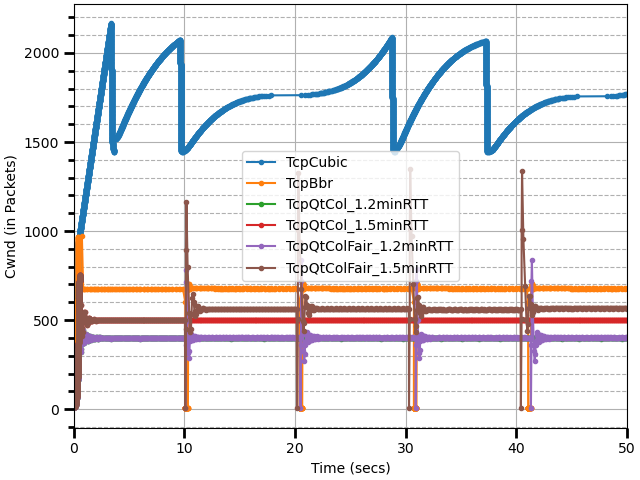 2000
1500
1000
500
0
Cwnd (in Packets)
TcpCubic
TcpBbr
TcpQtCol_1.2minRTT
TcpQtCol_1.5minRTT
TcpQtColFair_1.2minRTT
TcpQtColFair_1.5minRTT
0 10 20 30 40 50
Time (secs)